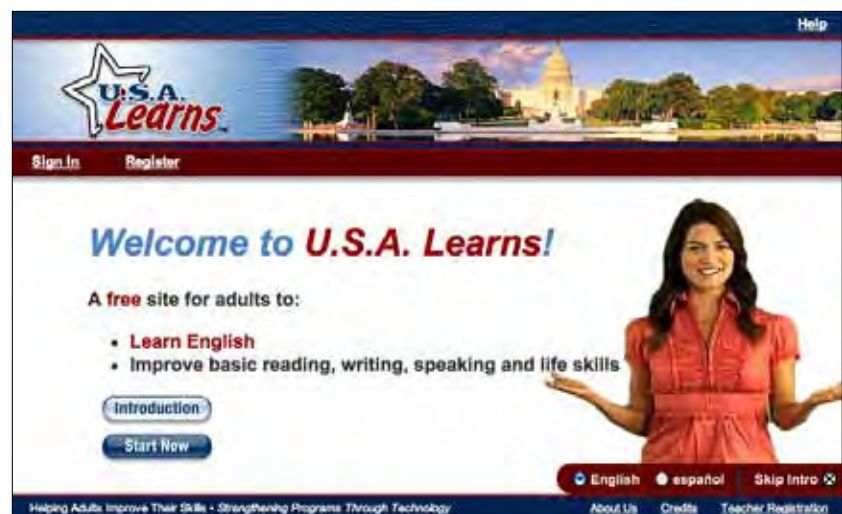 Help
U.S.A.
Learns
Sign In Register
Welcome to U.S.A. Learns!
A free site for adults to:
• Learn English
• Improve basic reading, writing, speaking and life skills
Introduction
Start Now
English español Skip Intro
Helping Adults Improve Their Skills • Strengthening Programs Through Technology About Us Credits Teacher Registration